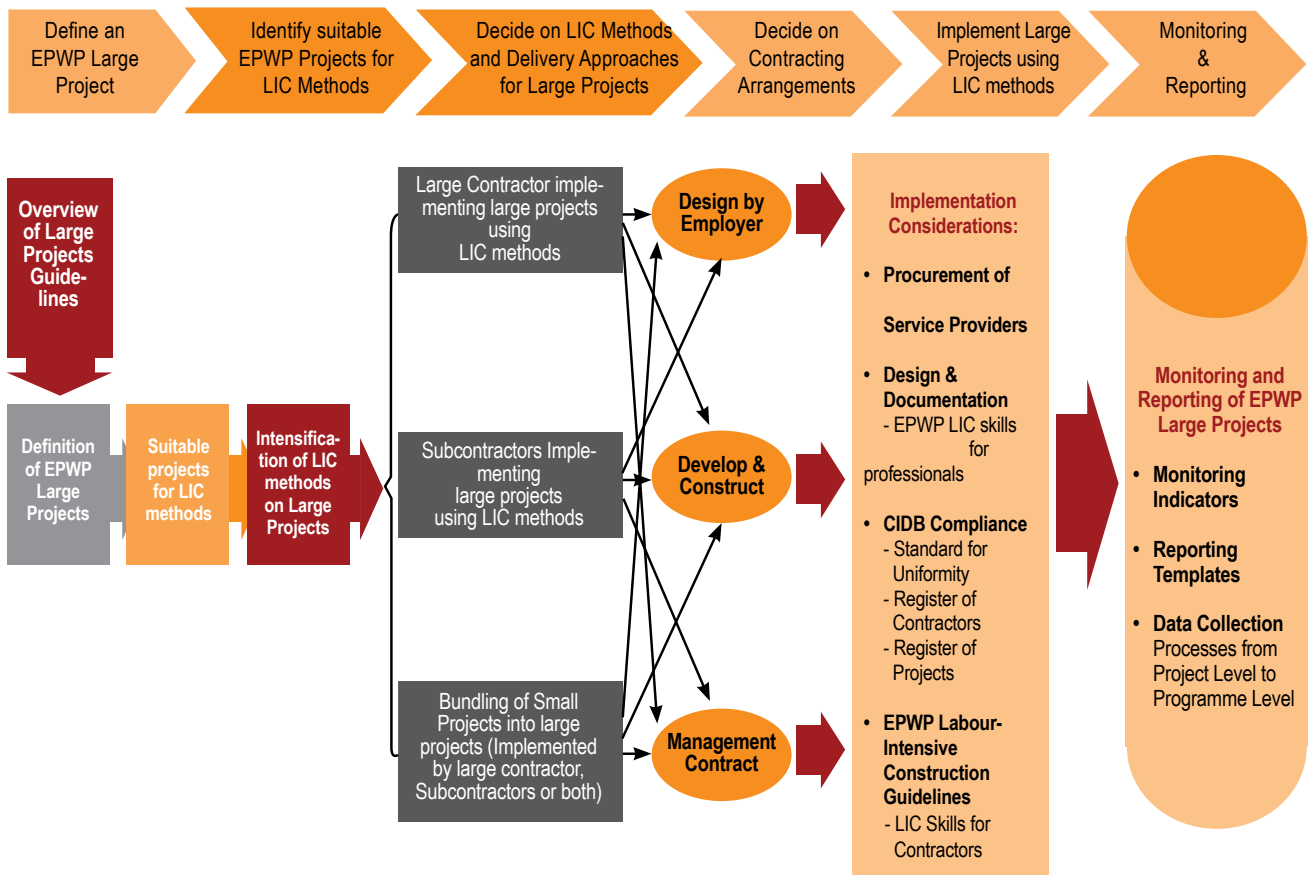 Define an
EPWP Large
Project
Identify suitable
EPWP Projects for
LIC Methods
Decide on LIC Methods
and Delivery Approaches
for Large Projects
Decide on
Contracting
Arrangements
Implement Large
Projects using
LIC methods
Monitoring
&
Reporting
Overview
of Large
Projects
Guide-
lines
Definition
of EPWP
Large
Projects
Suitable
projects
for LIC
methods
Intensifica-
tion of LIC
methods
on Large
Projects
Large Contractor imple-
menting large projects
using
LIC methods
Subcontractors Imple-
menting
large projects
using LIC methods
Bundling of Small
Projects into large
projects (Implemented
by large contractor,
Subcontractors or both)
Design by
Employer
Develop &
Construct
Management
Contract
Implementation
Considerations:
• Procurement of
Service Providers
• Design &
Documentation
- EPWP LIC skills
for
professionals
• CIDB Compliance
- Standard for
Uniformity
- Register of
Contractors
- Register of
Projects
• EPWP Labour-
Intensive
Construction
Guidelines
- LIC Skills for
Contractors
Monitoring and
Reporting of EPWP
Large Projects
• Monitoring
Indicators
• Reporting
Templates
• Data Collection
Processes from
Project Level to
Programme Level